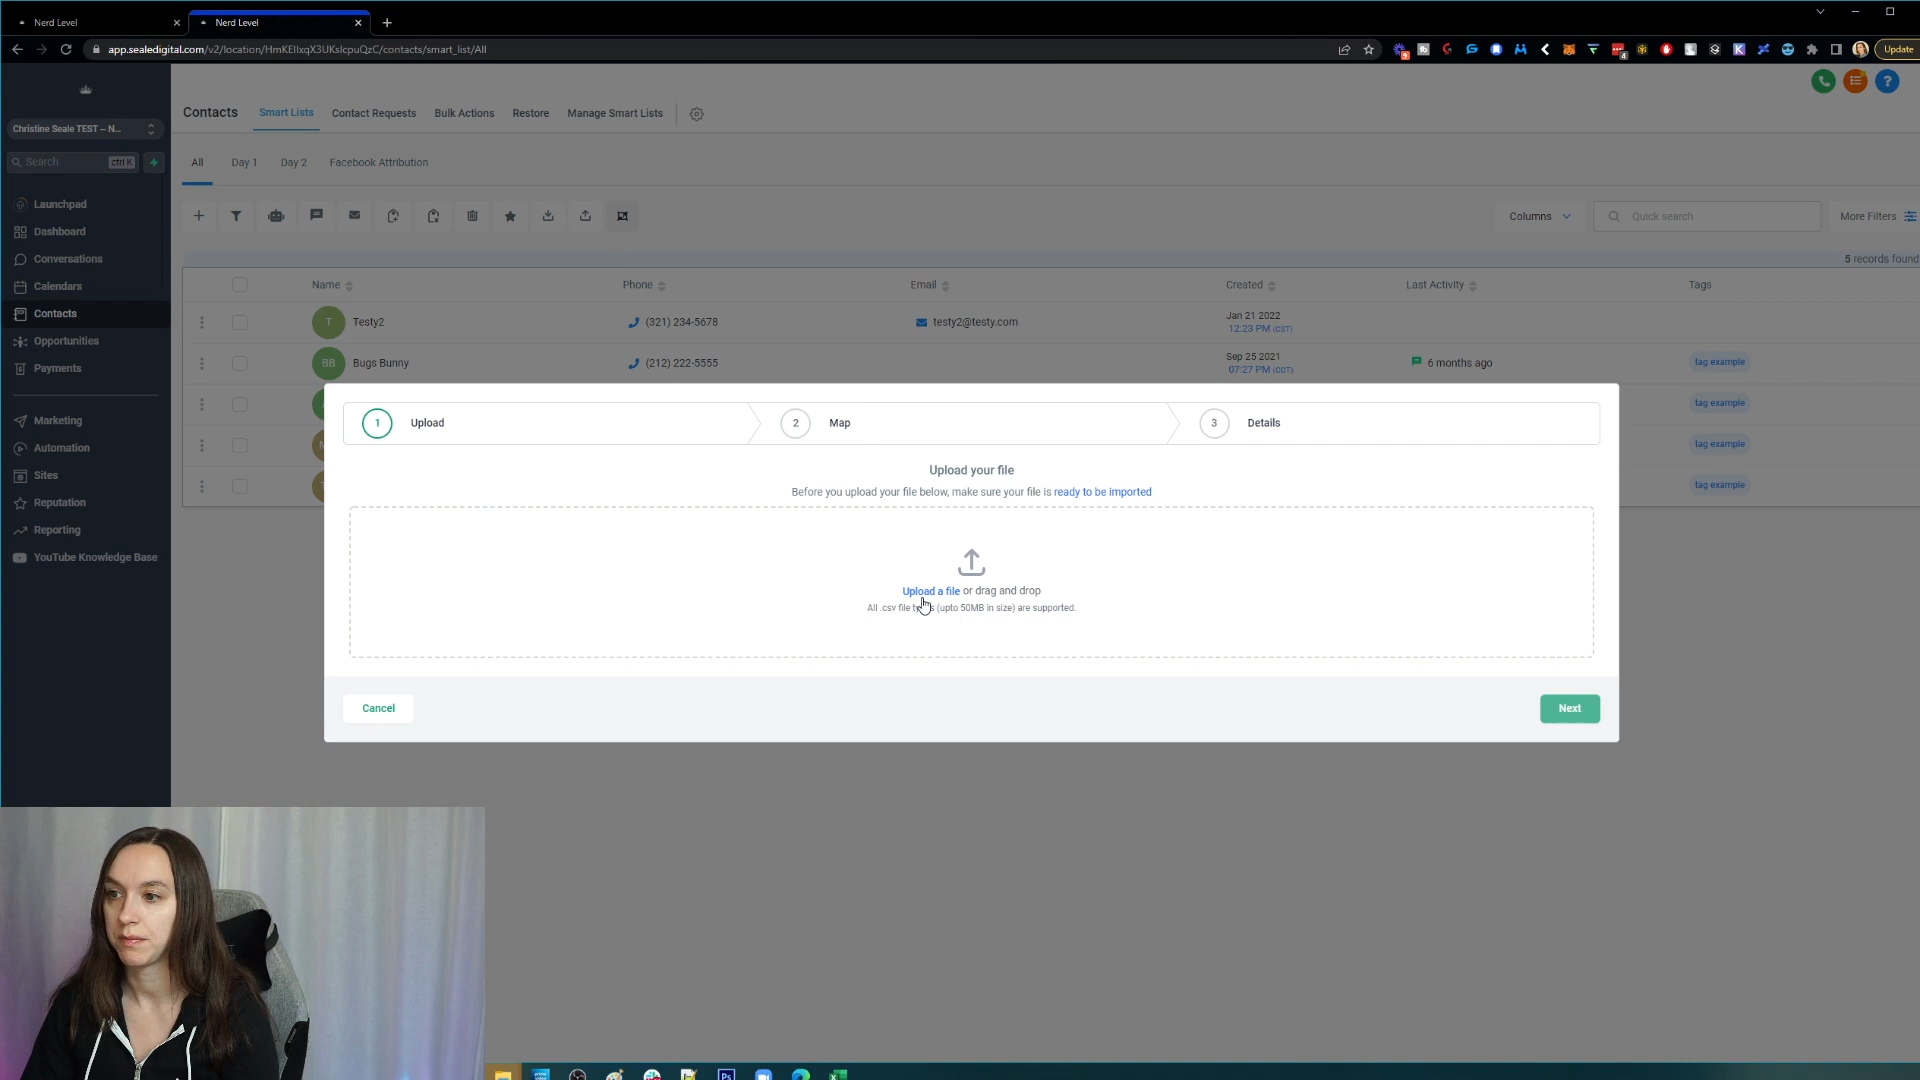 Nerd Level
Nerd Level
app.sealedigital.com/v2/location/HmKEIlxqX3UKslcpuQzC/contacts/smart_list/All
Update
Christine Seale TEST – N...
Search
ctrl K
Launchpad
Dashboard
Conversations
Calendars
Contacts
Opportunities
Payments
Marketing
Automation
Sites
Reputation
Reporting
YouTube Knowledge Base
Contacts Smart Lists Contact Requests Bulk Actions Restore Manage Smart Lists
All Day 1 Day 2 Facebook Attribution
Columns Quick search More Filters
5 records found
Name Phone Email Created Last Activity Tags
T Testy2 (321) 234-5678 testy2@testy.com Jan 21 2022
12:23 PM (CST)
BB Bugs Bunny (212) 222-5555 Sep 25 2021 6 months ago tag example
07:27 PM (CDT)
tag example
tag example
tag example
1 Upload 2 Map 3 Details
Upload your file
Before you upload your file below, make sure your file is ready to be imported
Upload a file or drag and drop
All .csv file (upto 50MB in size) are supported.
Cancel Next